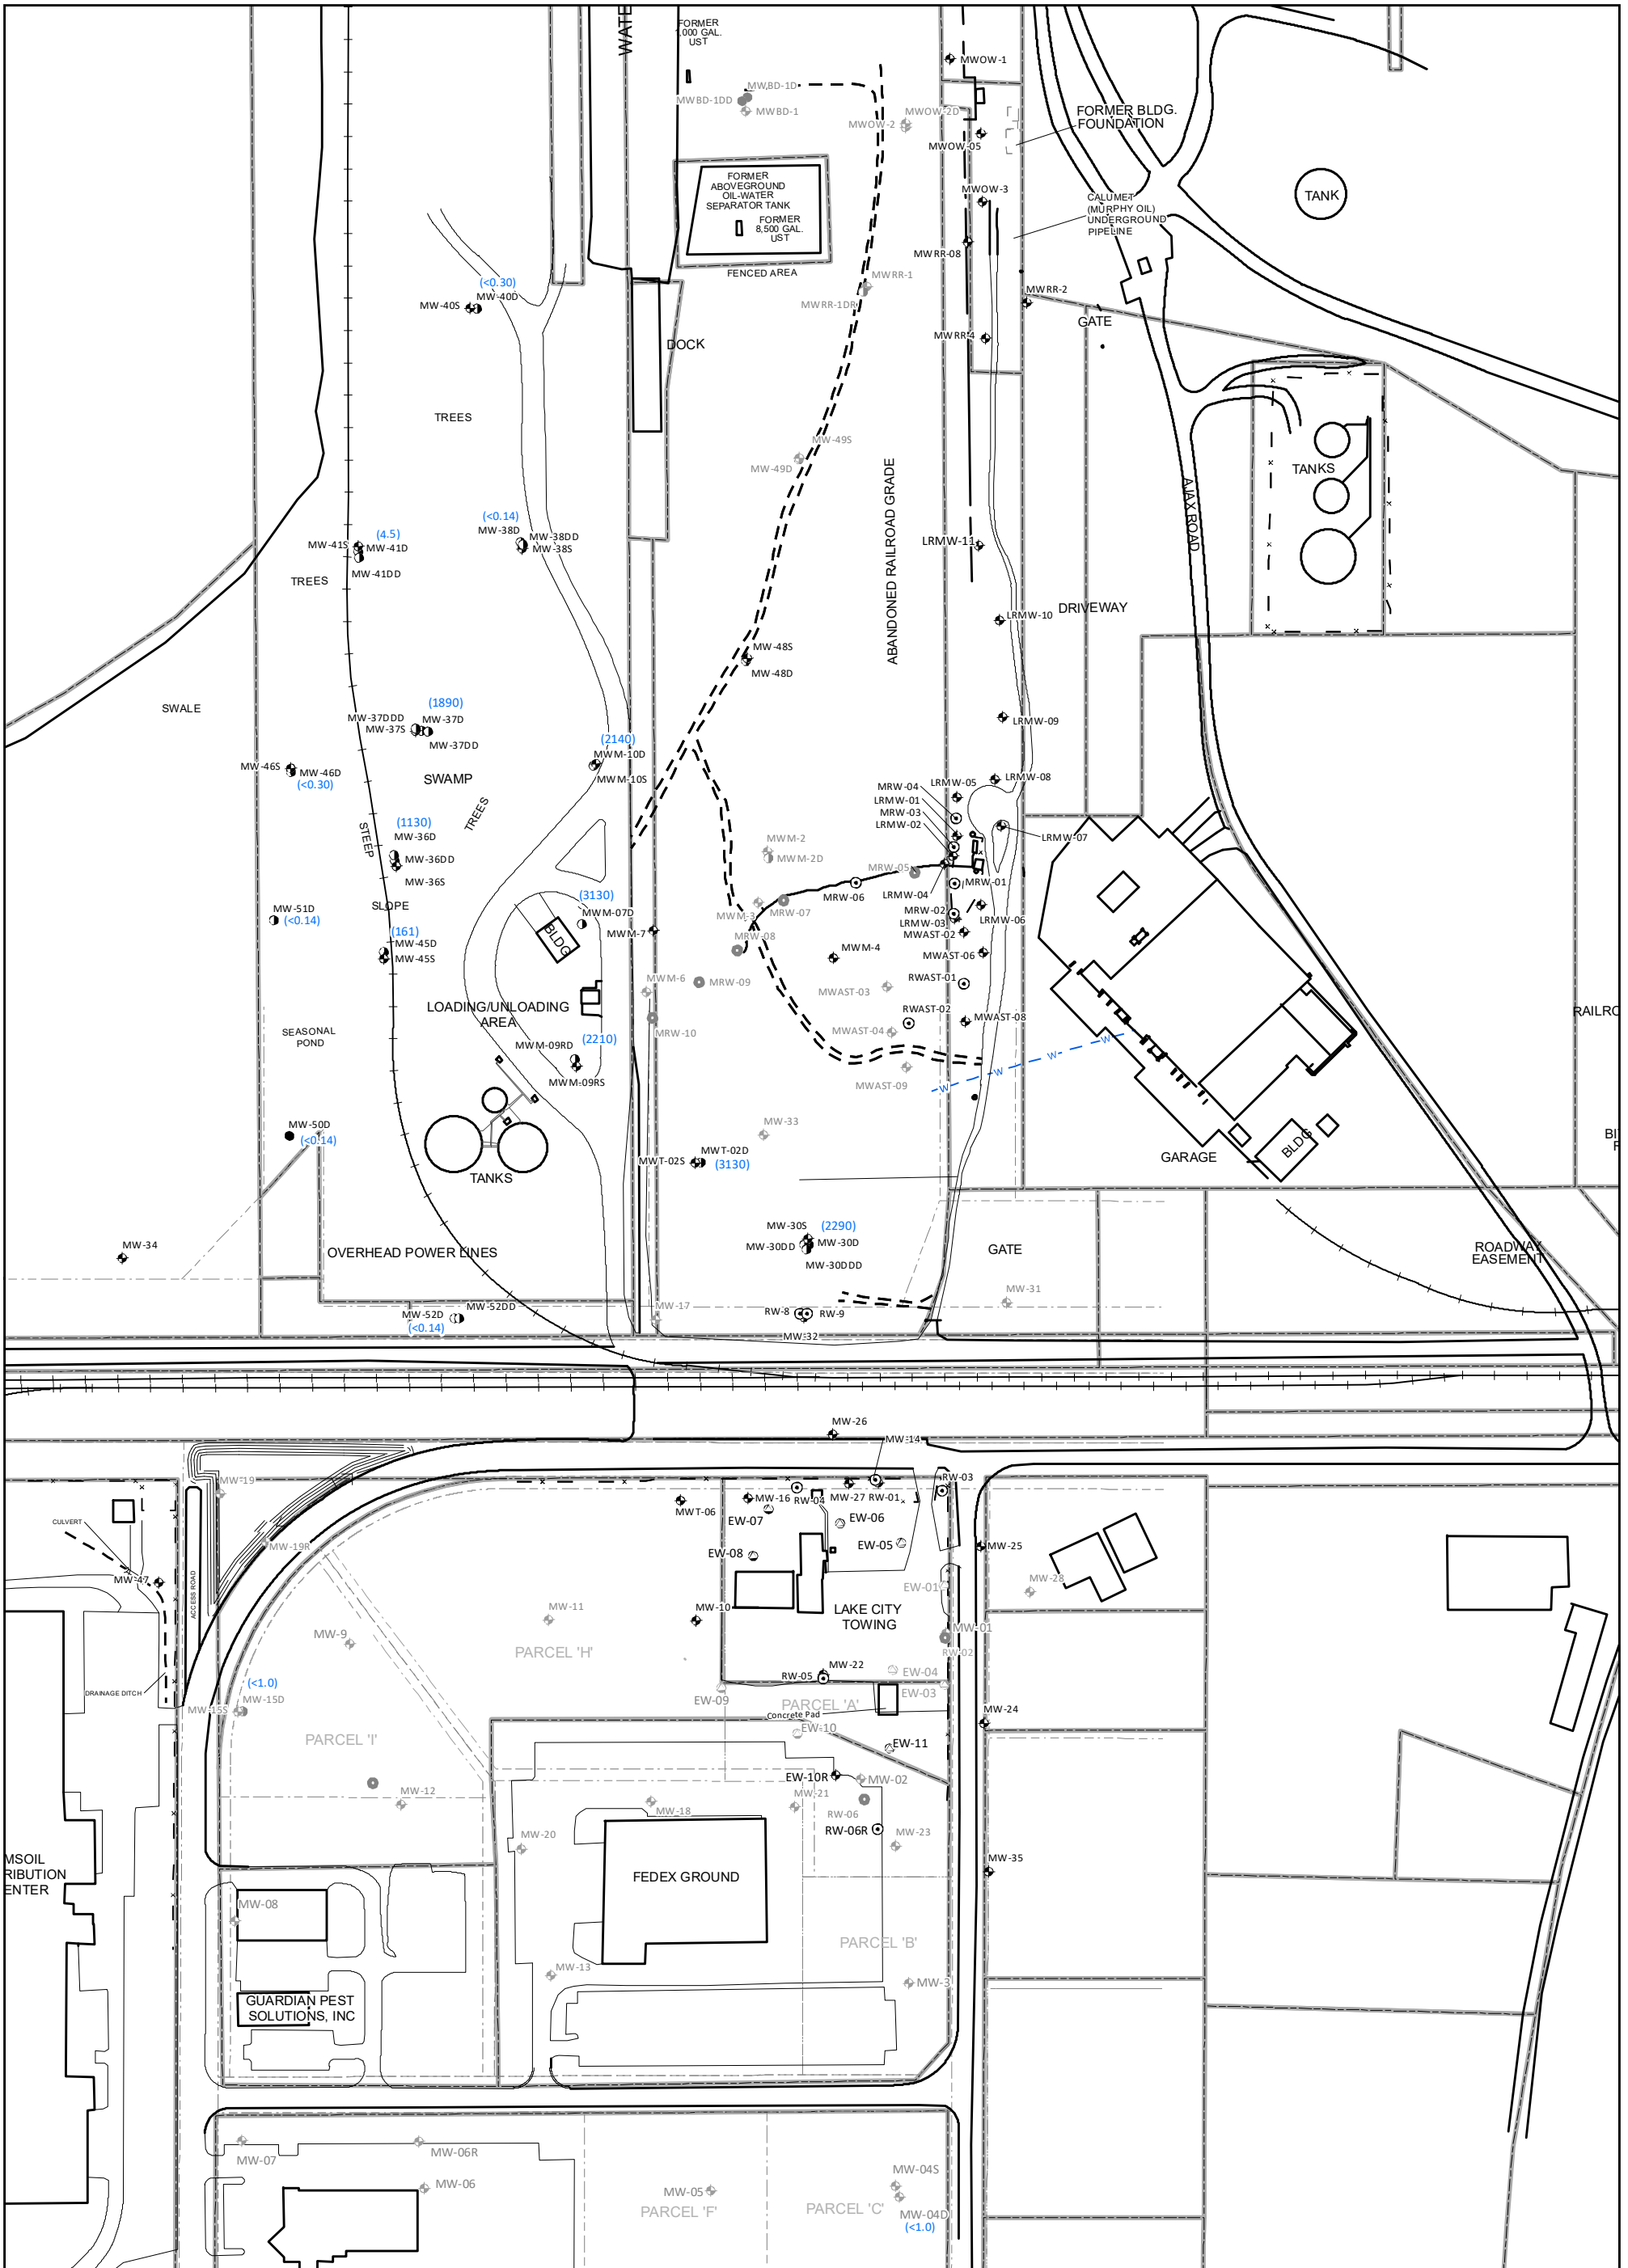 WATE
FORMER
,000 GAL.
UST
MWOW-1
MWBD-1D
MWBD-1DD
MWBD-1
MWOW-2D
MWOW-2
FORMER BLDG.
FOUNDATION
MWOW-05
FORMER
ABOVEGROUND
OIL-WATER
SEPARATOR TANK
FORMER
8,500 GAL.
UST
FENCED AREA
MWOW-3
CALUMET
(MURPHY OIL)
UNDERGROUND
PIPELINE
TANK
MWRR-08
MWRR-1
MWRR-1DR
MWRR-2
GATE
(<0.30)
MW-40D
MW-40S
MWRR-4
DOCK
TREES
MW-49S
MW-49D
TANKS
ABANDONED RAILROAD GRADE
AJAX ROAD
(<0.14)
MW-38D
MW-38DD
MW-38S
(4.5)
MW-41S
MW-41D
MW-41DD
TREES
LRMW-11
LRMW-10
DRIVEWAY
MW-48S
MW-48D
SWALE
(1890)
MW-37DDD
MW-37D
MW-37S
MW-37DD
LRMW-09
(2140)
MWM-10D
MWM-10S
MW-46S
MW-46D
(<0.30)
SWAMP
TREES
STEEP
SLOPE
LRMW-08
LRMW-05
MRW-04
LRMW-01
MRW-03
LRMW-02
LRMW-07
(1130)
MW-36D
MW-36DD
MW-36S
MWM-2
MWM-2D
MRW-05
MRW-06
LRMW-04
MRW-01
MRW-02
LRMW-03
LRMW-06
MWAST-02
MW-51D
(<0.14)
(3130)
MWM-07D
MWM-7
MWM-3
MRW-07
MRW-08
BLDG
(161)
MW-45D
MW-45S
MWM-4
MWAST-06
MWM-6
MRW-09
MWAST-03
RWAST-01
RWAST-02
MWAST-08
MWAST-04
MRW-10
LOADING/UNLOADING
AREA
SEASONAL
POND
(2210)
MWM-09RD
MWM-09RS
MWAST-09
W
W
W
RAILRO
MW-50D
(<0.14)
MW-33
TANKS
MWT-02S
MWT-02D
(3130)
GARAGE
BLDG
BI
MW-34
OVERHEAD POWER LINES
MW-30S
(2290)
MW-30DD
MW-30D
MW-30DDD
GATE
ROADWAY
EASEMENT
MW-31
MW-52D
MW-52DD
(<0.14)
MW-17
RW-8
RW-9
MW-32
MW-26
MW-14
MW-19
MWT-06
MW-16
RW-04
MW-27
RW-01
RW-03
EW-07
EW-06
EW-05
EW-08
MW-25
CULVERT
MW-19R
MW-47
ACCESS ROAD
EW-01
MW-28
MW-11
MW-10
LAKE CITY
TOWING
MW-9
PARCEL 'H'
MW-01
RW-02
MW-22
RW-05
EW-04
EW-03
DRAINAGE DITCH
(<1.0)
MW-15S
MW-15D
EW-09
PARCEL 'A'
Concrete Pad
EW-10
MW-24
PARCEL 'I'
EW-11
EW-10R
MW-02
MW-12
MW-18
MW-21
RW-06
RW-06R
MW-23
MW-20
MW-35
MSOIL
RIBUTION
ENTER
FEDEX GROUND
MW-08
PARCEL 'B'
MW-13
MW-3
GUARDIAN PEST
SOLUTIONS, INC
MW-07
MW-06R
MW-06
MW-05
PARCEL 'F'
PARCEL 'C'
MW-04S
MW-04D
(<1.0)